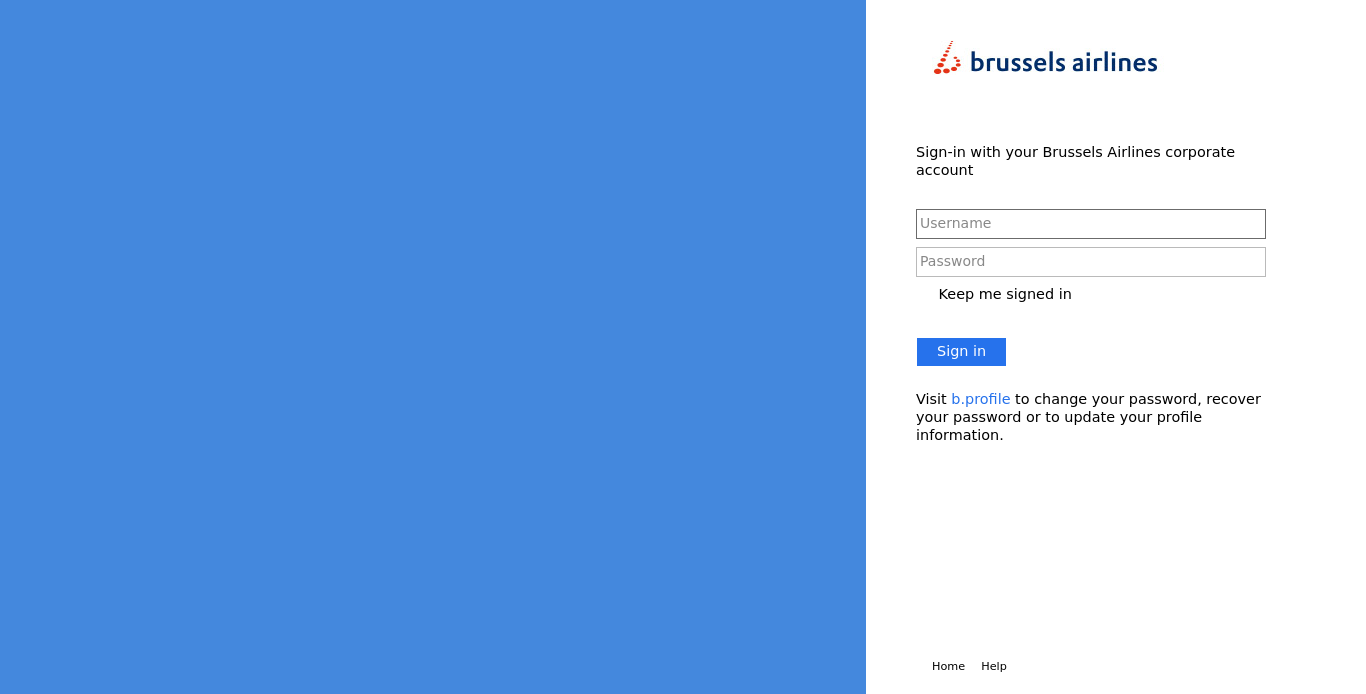 brussels airlines
Sign-in with your Brussels Airlines corporate
account
Username
Password
Keep me signed in
Sign in
Visit b.profile to change your password, recover
your password or to update your profile
information.
Home Help